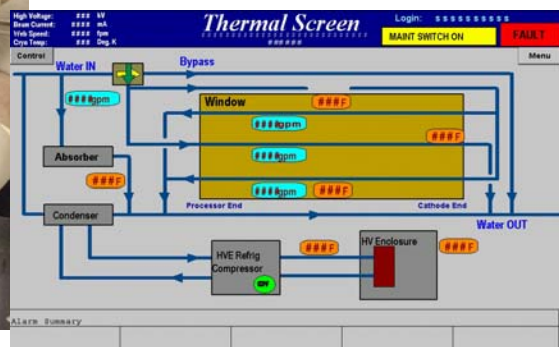 High Voltage: ### kV
Beam Current: ### mA
Web Speed: ### fpm
Cryo Temp: ### Deg. K
Thermal Screen
######
Login: ssssssssss
MAINT SWITCH ON
FAULT
Control
Menu
Water IN
Bypass
####gpm
Window
###F
####gpm
###F
####gpm
Absorber
###F
####gpm
###F
Processor End
Cathode End
Condenser
Water OUT
HVE Refrig
Compressor
###F
HV Enclosure
###F
Alarm Summary